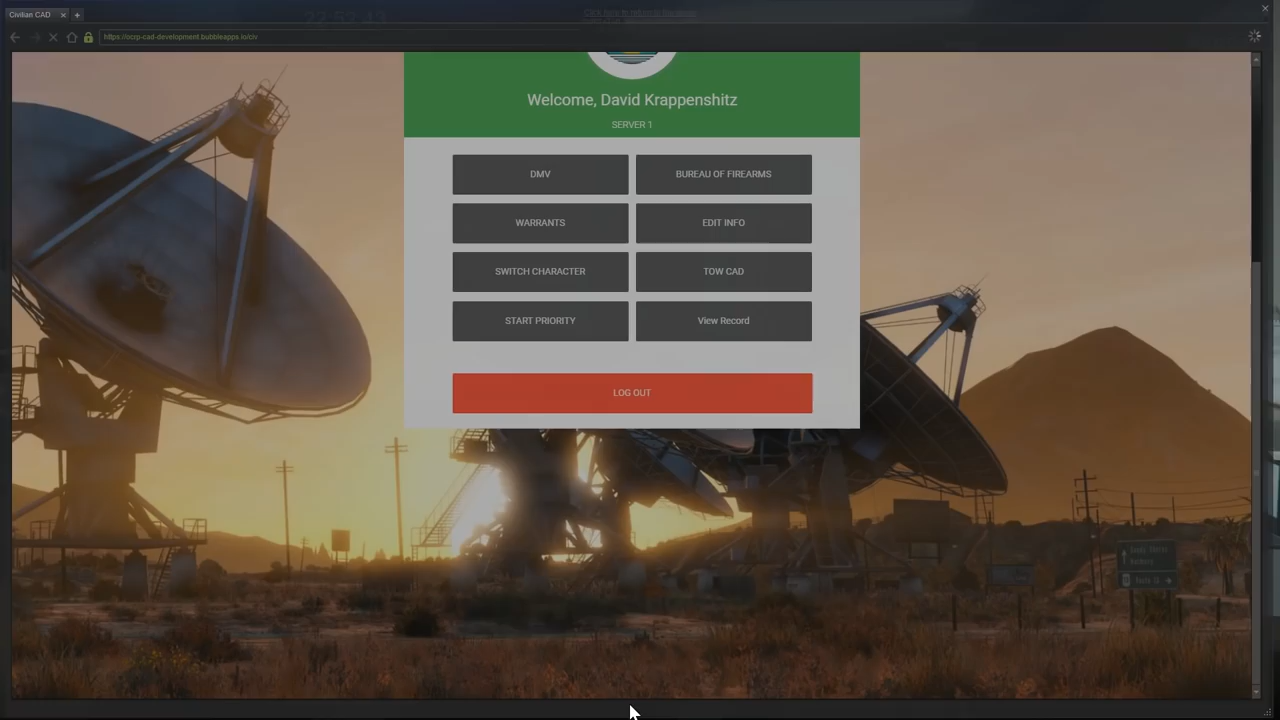 Civilian CAD
https://ocrp-cad-development.bubbleapps.io/civ
Welcome, David Krappenshitz
SERVER 1
DMV
BUREAU OF FIREARMS
WARRANTS
EDIT INFO
SWITCH CHARACTER
TOW CAD
START PRIORITY
View Record
LOG OUT